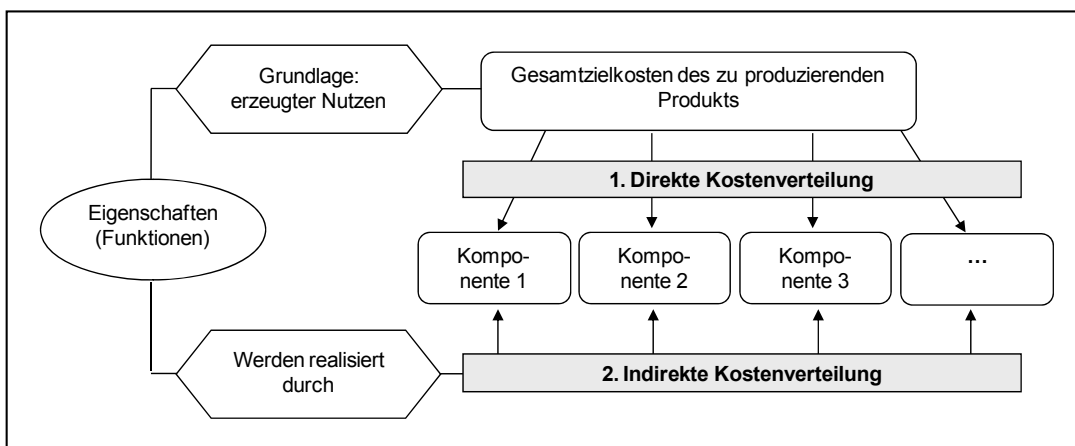 Grundlage:
erzeugter Nutzen
Gesamtzielkosten des zu produzierenden
Produkts
1. Direkte Kostenverteilung
Eigenschaften
(Funktionen)
Kompo-
nente 1
Kompo-
nente 2
Kompo-
nente 3
...
Werden realisiert
durch
2. Indirekte Kostenverteilung